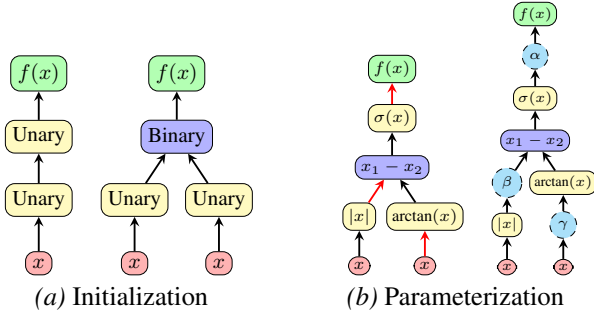 f(x)
α
σ(x)
x₁ − x₂
β
arctan(x)
|x|
γ
x
x
f(x)
σ(x)
x₁ − x₂
|x|
arctan(x)
x
x
f(x)
f(x)
Unary
Binary
Unary
Unary
Unary
x
x
x
(a) Initialization
(b) Parameterization